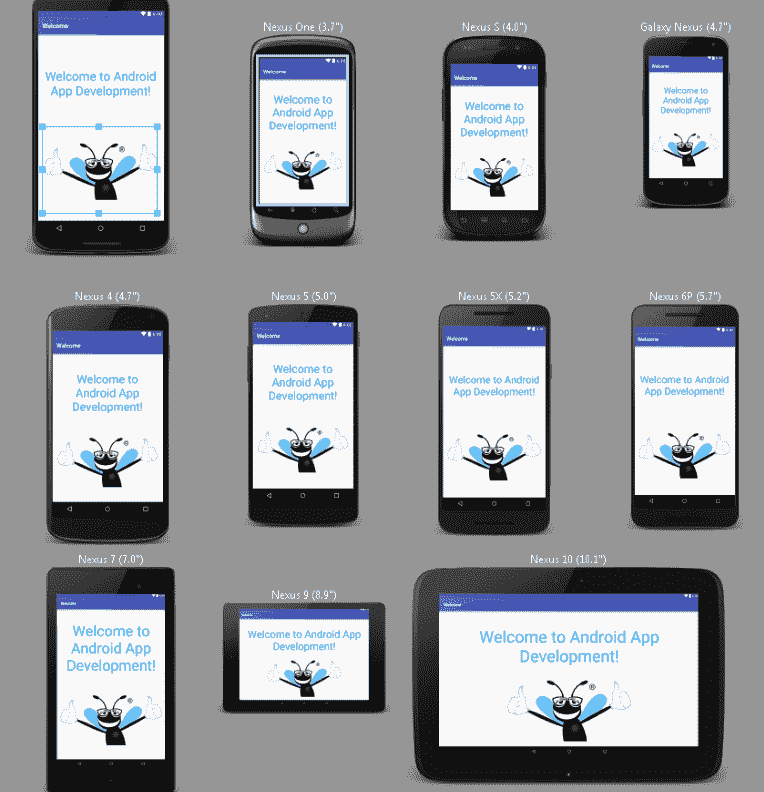 Welcome
Welcome to Android
App Development!
®
Nexus One (3.7")
Welcome
Welcome to
Android App
Development!
®
Nexus S (4.0")
Welcome
Welcome to
Android App
Development!
®
Galaxy Nexus (4.7")
Welcome
Welcome to
Android App
Development!
®
Nexus 4 (4.7")
Welcome
Welcome to
Android App
Development!
®
Nexus 5 (5.0")
Welcome
Welcome to
Android App
Development!
®
Nexus 5X (5.2")
Welcome
Welcome to Android
App Development!
®
Nexus 6P (5.7")
Welcome
Welcome to Android
App Development!
®
Nexus 7 (7.0")
Welcome
Welcome to
Android App
Development!
®
Nexus 9 (8.9")
Welcome to Android App
Development!
®
Nexus 10 (10.1")
Welcome
Welcome to Android App
Development!
®